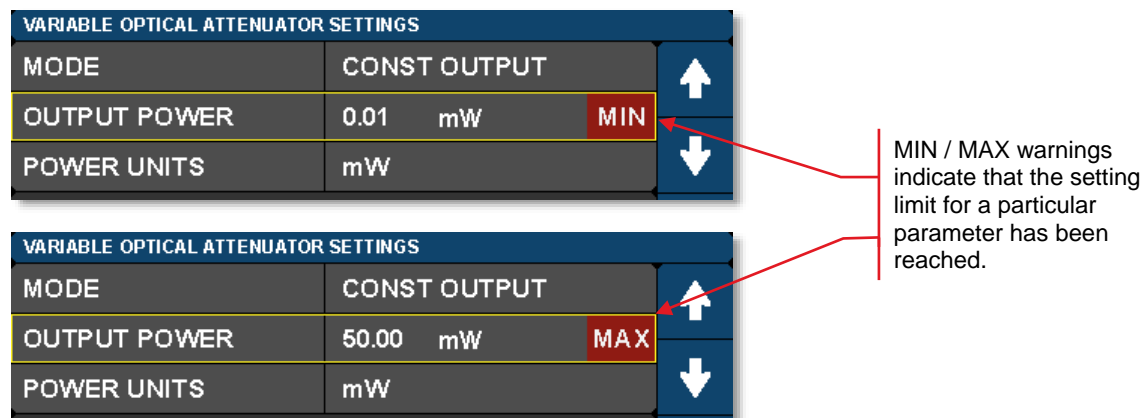 VARIABLE OPTICAL ATTENUATOR SETTINGS
MODE CONST OUTPUT
OUTPUT POWER 0.01 mW MIN
POWER UNITS mW
MIN / MAX warnings
indicate that the setting
limit for a particular
parameter has been
reached.
VARIABLE OPTICAL ATTENUATOR SETTINGS
MODE CONST OUTPUT
OUTPUT POWER 50.00 mW MAX
POWER UNITS mW